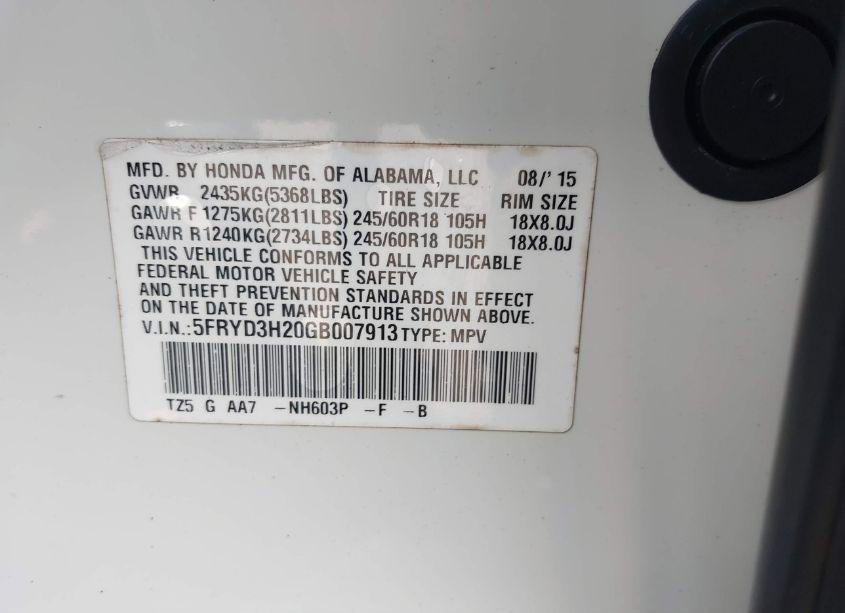 MFD. BY HONDA MFG. OF ALABAMA, LLC 08/' 15
GVWR 2435KG(5368LBS) TIRE SIZE RIM SIZE
GAWR F 1275KG(2811LBS) 245/60R18 105H 18X8.0J
GAWR R1240KG(2734LBS) 245/60R18 105H 18X8.0J
THIS VEHICLE CONFORMS TO ALL APPLICABLE
FEDERAL MOTOR VEHICLE SAFETY
AND THEFT PREVENTION STANDARDS IN EFFECT
ON THE DATE OF MANUFACTURE SHOWN ABOVE.
V.I.N.:5FRYD3H20GB007913 TYPE: MPV
TZ5 G AA7 -NH603P -F -B